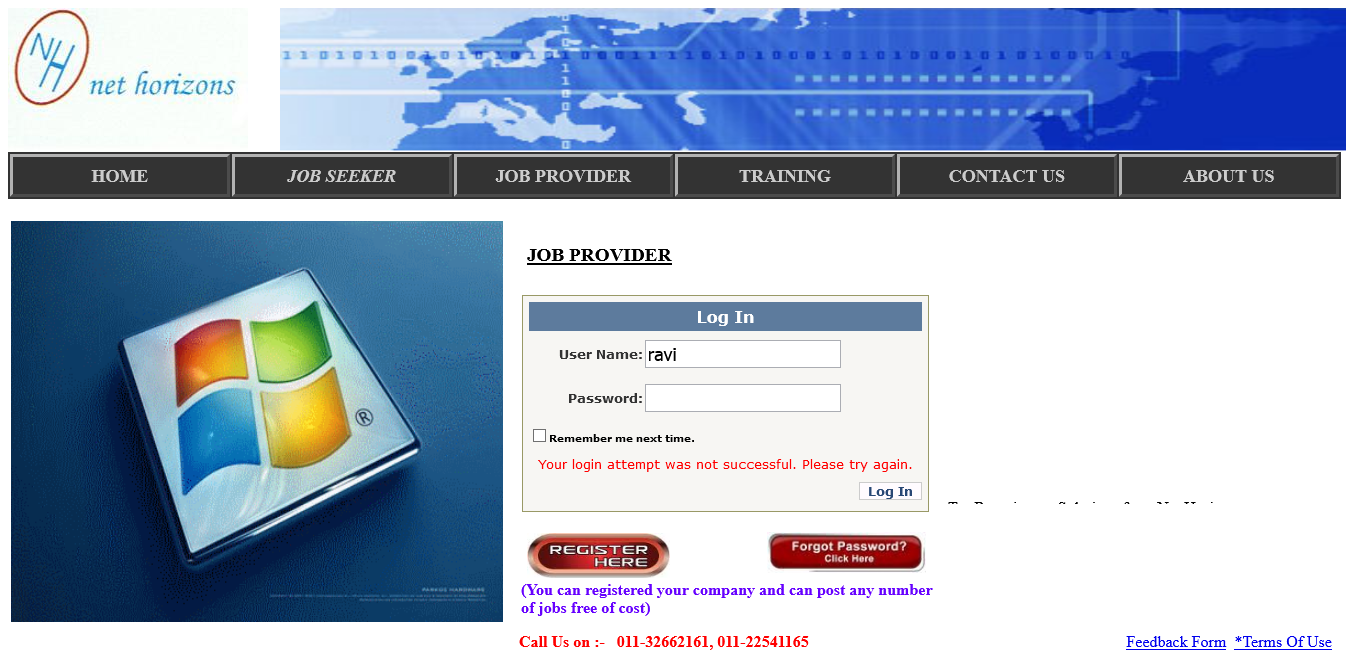 NH net horizons
HOME JOB SEEKER JOB PROVIDER TRAINING CONTACT US ABOUT US
JOB PROVIDER
Log In
User Name: ravi
Password:
Remember me next time.
Your login attempt was not successful. Please try again.
Log In
REGISTER HERE
Forgot Password?
Click Here
(You can registered your company and can post any number
of jobs free of cost)
®
PARKUS HARDWARE
Call Us on :- 011-32662161, 011-22541165
Feedback Form *Terms Of Use